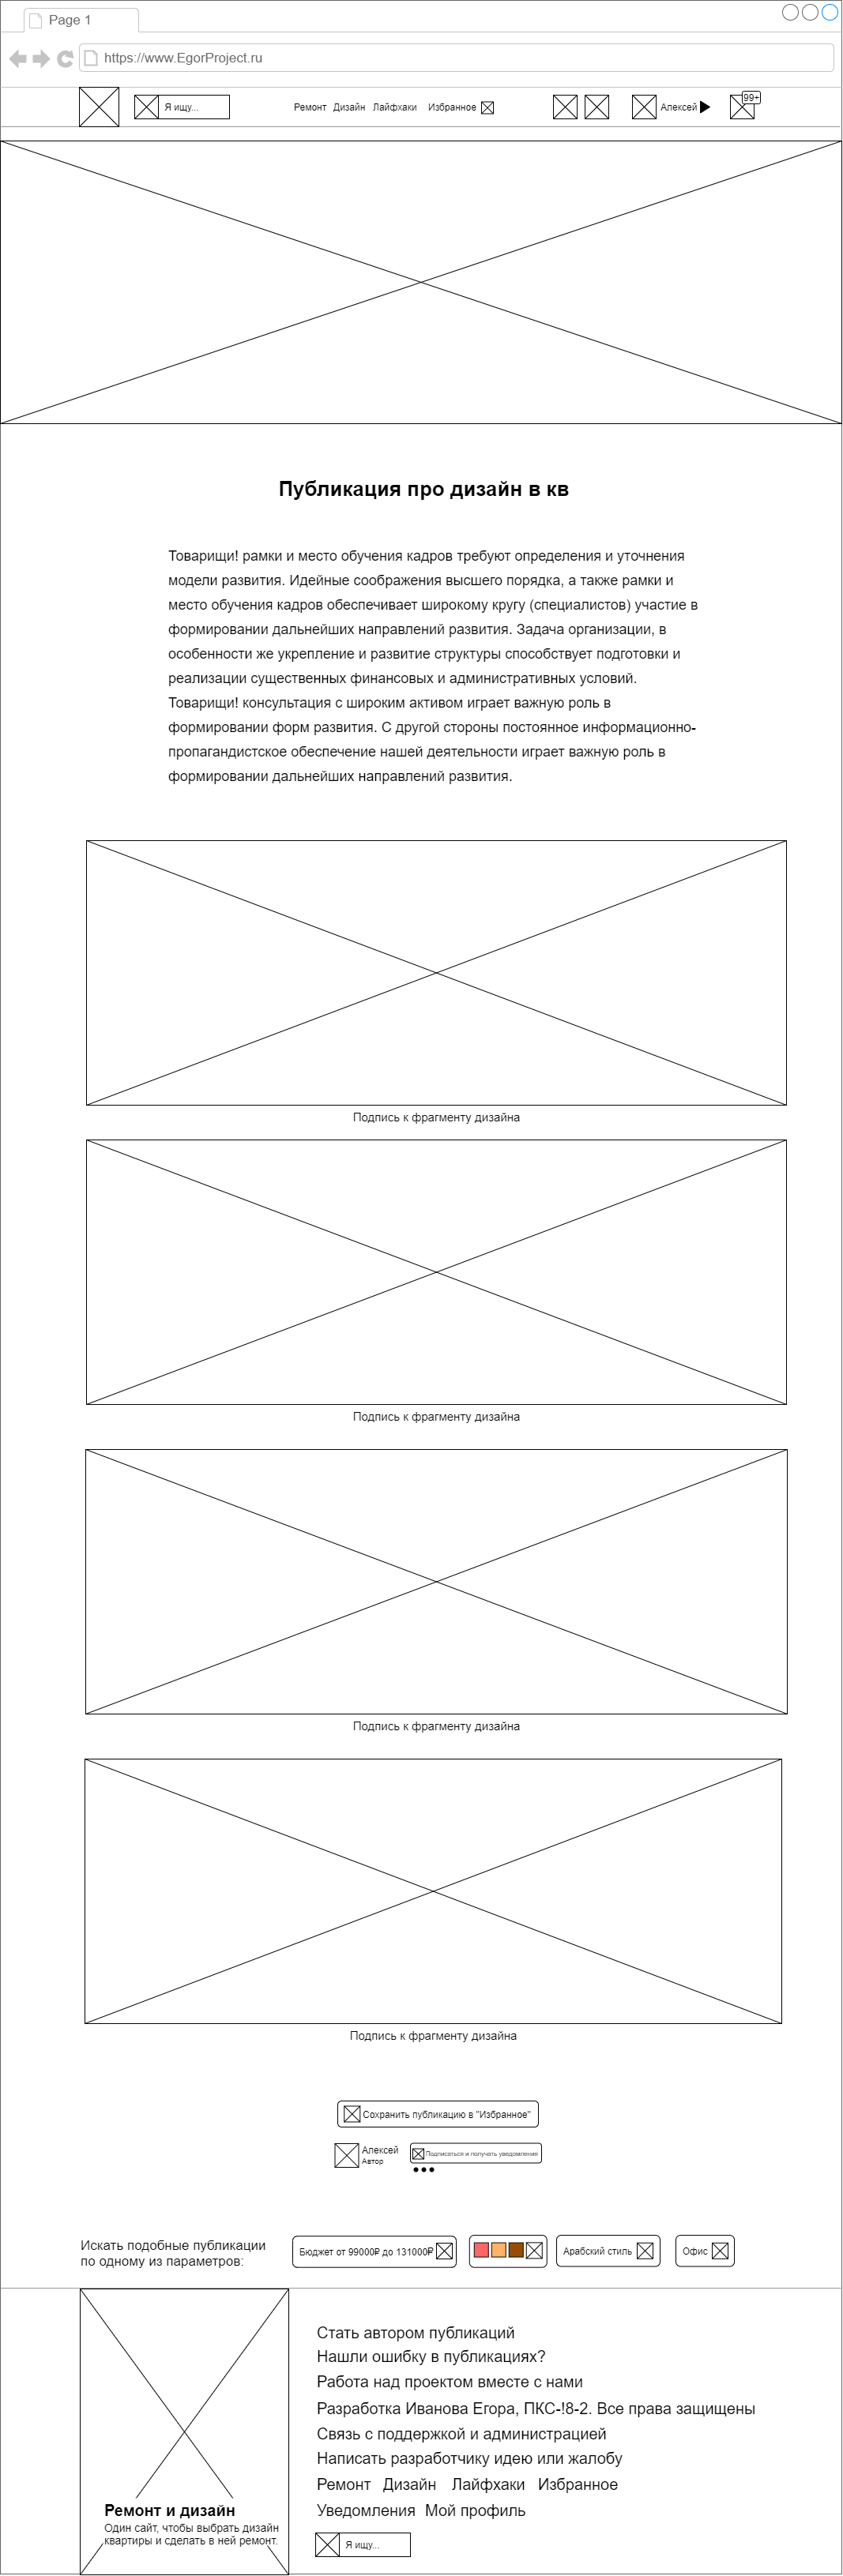 Page 1
https://www.EgorProject.ru
Я ищу...
Ремонт Дизайн Лайфхаки Избранное
Алексей
99+
Публикация про дизайн в кв
Товарищи! рамки и место обучения кадров требуют определения и уточнения
модели развития. Идейные соображения высшего порядка, а также рамки и
место обучения кадров обеспечивает широкому кругу (специалистов) участие в
формировании дальнейших направлений развития. Задача организации, в
особенности же укрепление и развитие структуры способствует подготовки и
реализации существенных финансовых и административных условий.
Товарищи! консультация с широким активом играет важную роль в
формировании форм развития. С другой стороны постоянное информационно-
пропагандистское обеспечение нашей деятельности играет важную роль в
формировании дальнейших направлений развития.
Подпись к фрагменту дизайна
Подпись к фрагменту дизайна
Подпись к фрагменту дизайна
Подпись к фрагменту дизайна
Сохранить публикацию в "Избранное"
Алексей
Автор
Подписаться и получать уведомления
Искать подобные публикации
по одному из параметров:
Бюджет от 99000₽ до 131000₽
Арабский стиль
Офис
Ремонт и дизайн
Один сайт, чтобы выбрать дизайн
квартиры и сделать в ней ремонт.
Стать автором публикаций
Нашли ошибку в публикациях?
Работа над проектом вместе с нами
Разработка Иванова Егора, ПКС-!8-2. Все права защищены
Связь с поддержкой и администрацией
Написать разработчику идею или жалобу
Ремонт Дизайн Лайфхаки Избранное
Уведомления Мой профиль
Я ищу...